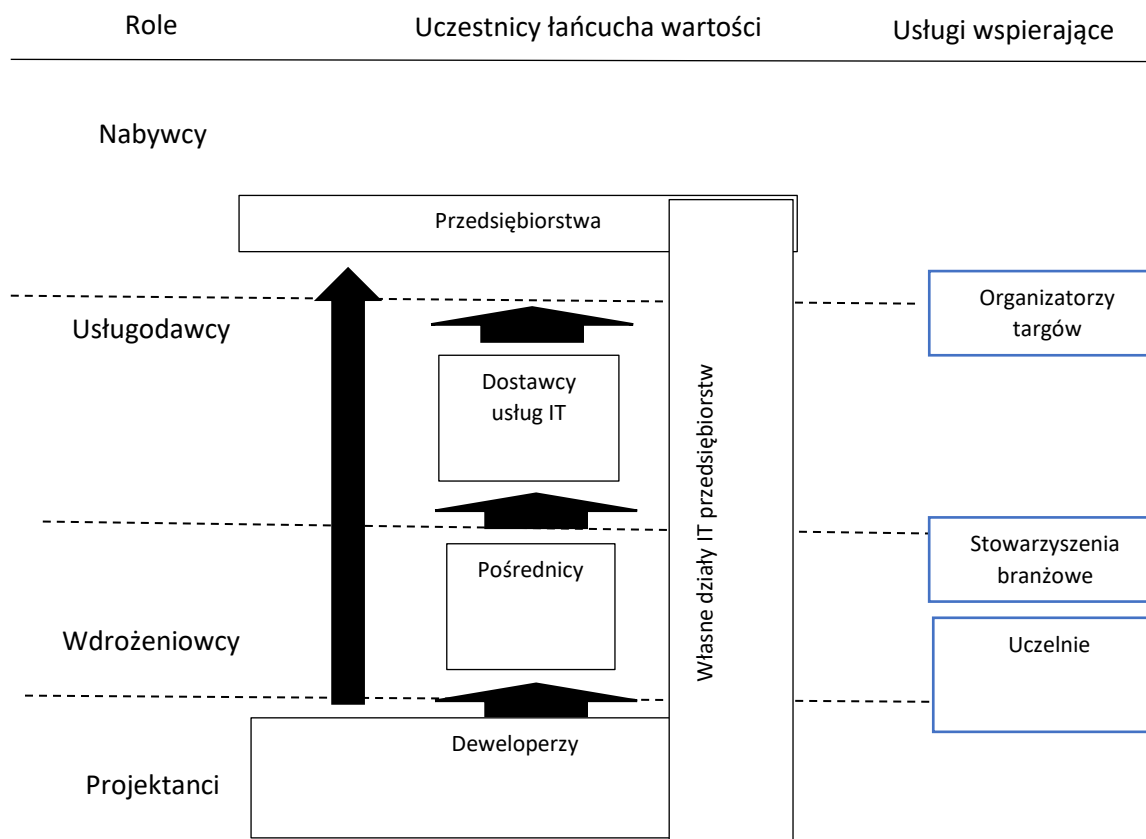 Role
Uczestnicy łańcucha wartości
Usługi wspierające
Nabywcy
Przedsiębiorstwa
Usługodawcy
Organizatorzy
targów
Dostawcy
usług IT
Własne działy IT przedsiębiorstw
Stowarzyszenia
branżowe
Pośrednicy
Wdrożeniowcy
Uczelnie
Deweloperzy
Projektanci